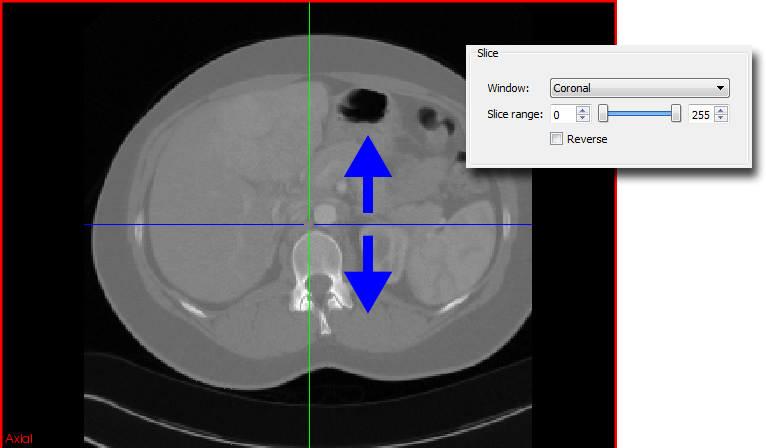 Slice
Window: Coronal
Slice range: 0 255
Reverse
Axial